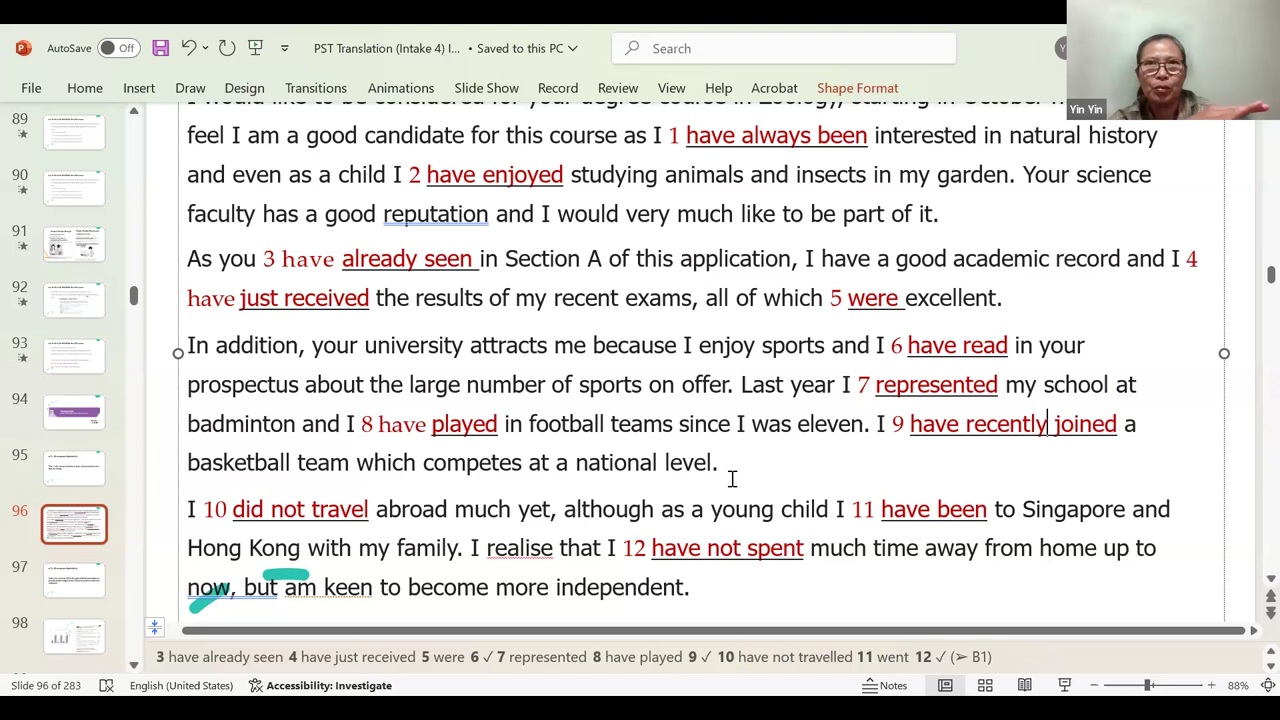 AutoSave Off PST Translation (Intake 4) I... • Saved to this PC Search
Yin Yin
File Home Insert Draw Design Transitions Animations Slide Show Record Review View Help Acrobat Shape Format
89
90
91
92
93
94
95
96
97
98
feel I am a good candidate for this course as I 1 have always been interested in natural history
and even as a child I 2 have enjoyed studying animals and insects in my garden. Your science
faculty has a good reputation and I would very much like to be part of it.
As you 3 have already seen in Section A of this application, I have a good academic record and I 4
have just received the results of my recent exams, all of which 5 were excellent.
In addition, your university attracts me because I enjoy sports and I 6 have read in your
prospectus about the large number of sports on offer. Last year I 7 represented my school at
badminton and I 8 have played in football teams since I was eleven. I 9 have recently joined a
basketball team which competes at a national level.
I 10 did not travel abroad much yet, although as a young child I 11 have been to Singapore and
Hong Kong with my family. I realise that I 12 have not spent much time away from home up to
now, but am keen to become more independent.
3 have already seen 4 have just received 5 were 6 ✓ 7 represented 8 have played 9 ✓ 10 have not travelled 11 went 12 ✓ (➢ B1)
Slide 96 of 283 English (United States) Accessibility: Investigate Notes 88%